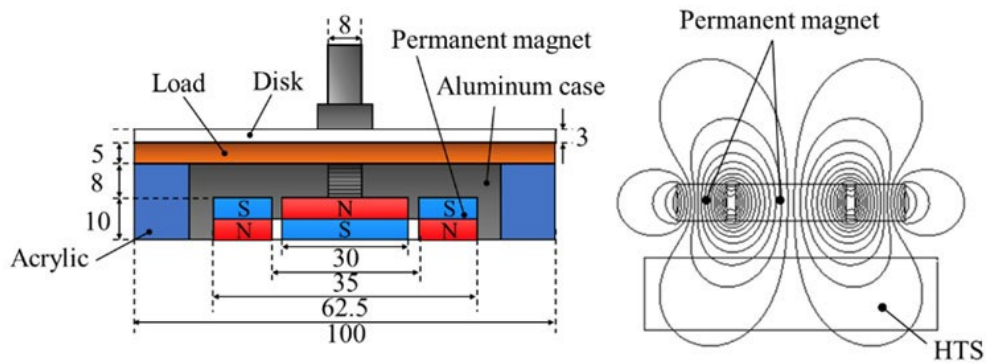 8
Permanent magnet
Disk
Load
Aluminum case
3
5
8
10
S
N
S
N
S
N
Acrylic
30
35
62.5
100
Permanent magnet
HTS